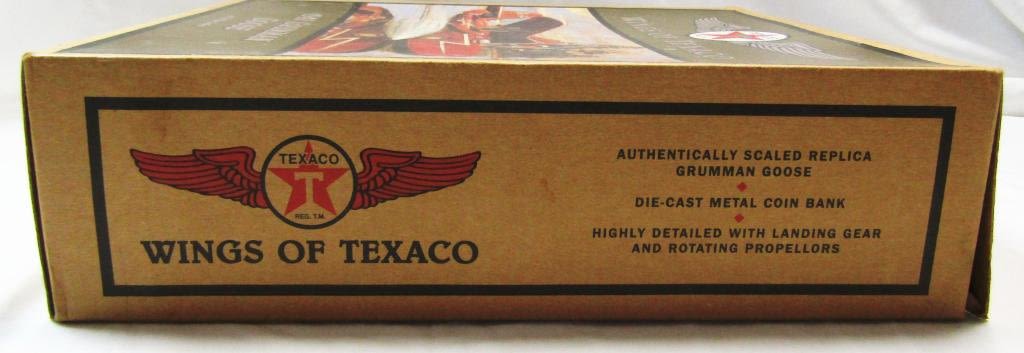 TEXACO
T
REG. T.M.
WINGS OF TEXACO
AUTHENTICALLY SCALED REPLICA
GRUMMAN GOOSE
DIE-CAST METAL COIN BANK
HIGHLY DETAILED WITH LANDING GEAR
AND ROTATING PROPELLORS